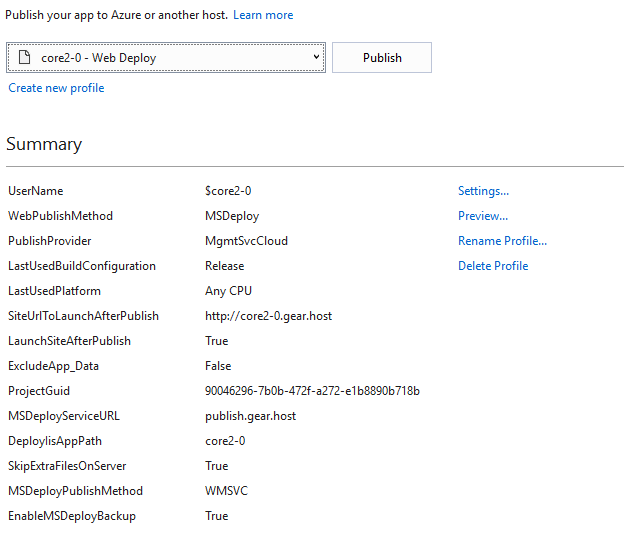 Publish your app to Azure or another host. Learn more
core2-0 - Web Deploy Publish
Create new profile
Summary
UserName $core2-0 Settings...
WebPublishMethod MSDeploy Preview...
PublishProvider MgmtSvcCloud Rename Profile...
LastUsedBuildConfiguration Release Delete Profile
LastUsedPlatform Any CPU
SiteUrlToLaunchAfterPublish http://core2-0.gear.host
LaunchSiteAfterPublish True
ExcludeApp_Data False
ProjectGuid 90046296-7b0b-472f-a272-e1b8890b718b
MSDeployServiceURL publish.gear.host
DeployIisAppPath core2-0
SkipExtraFilesOnServer True
MSDeployPublishMethod WMSVC
EnableMSDeployBackup True